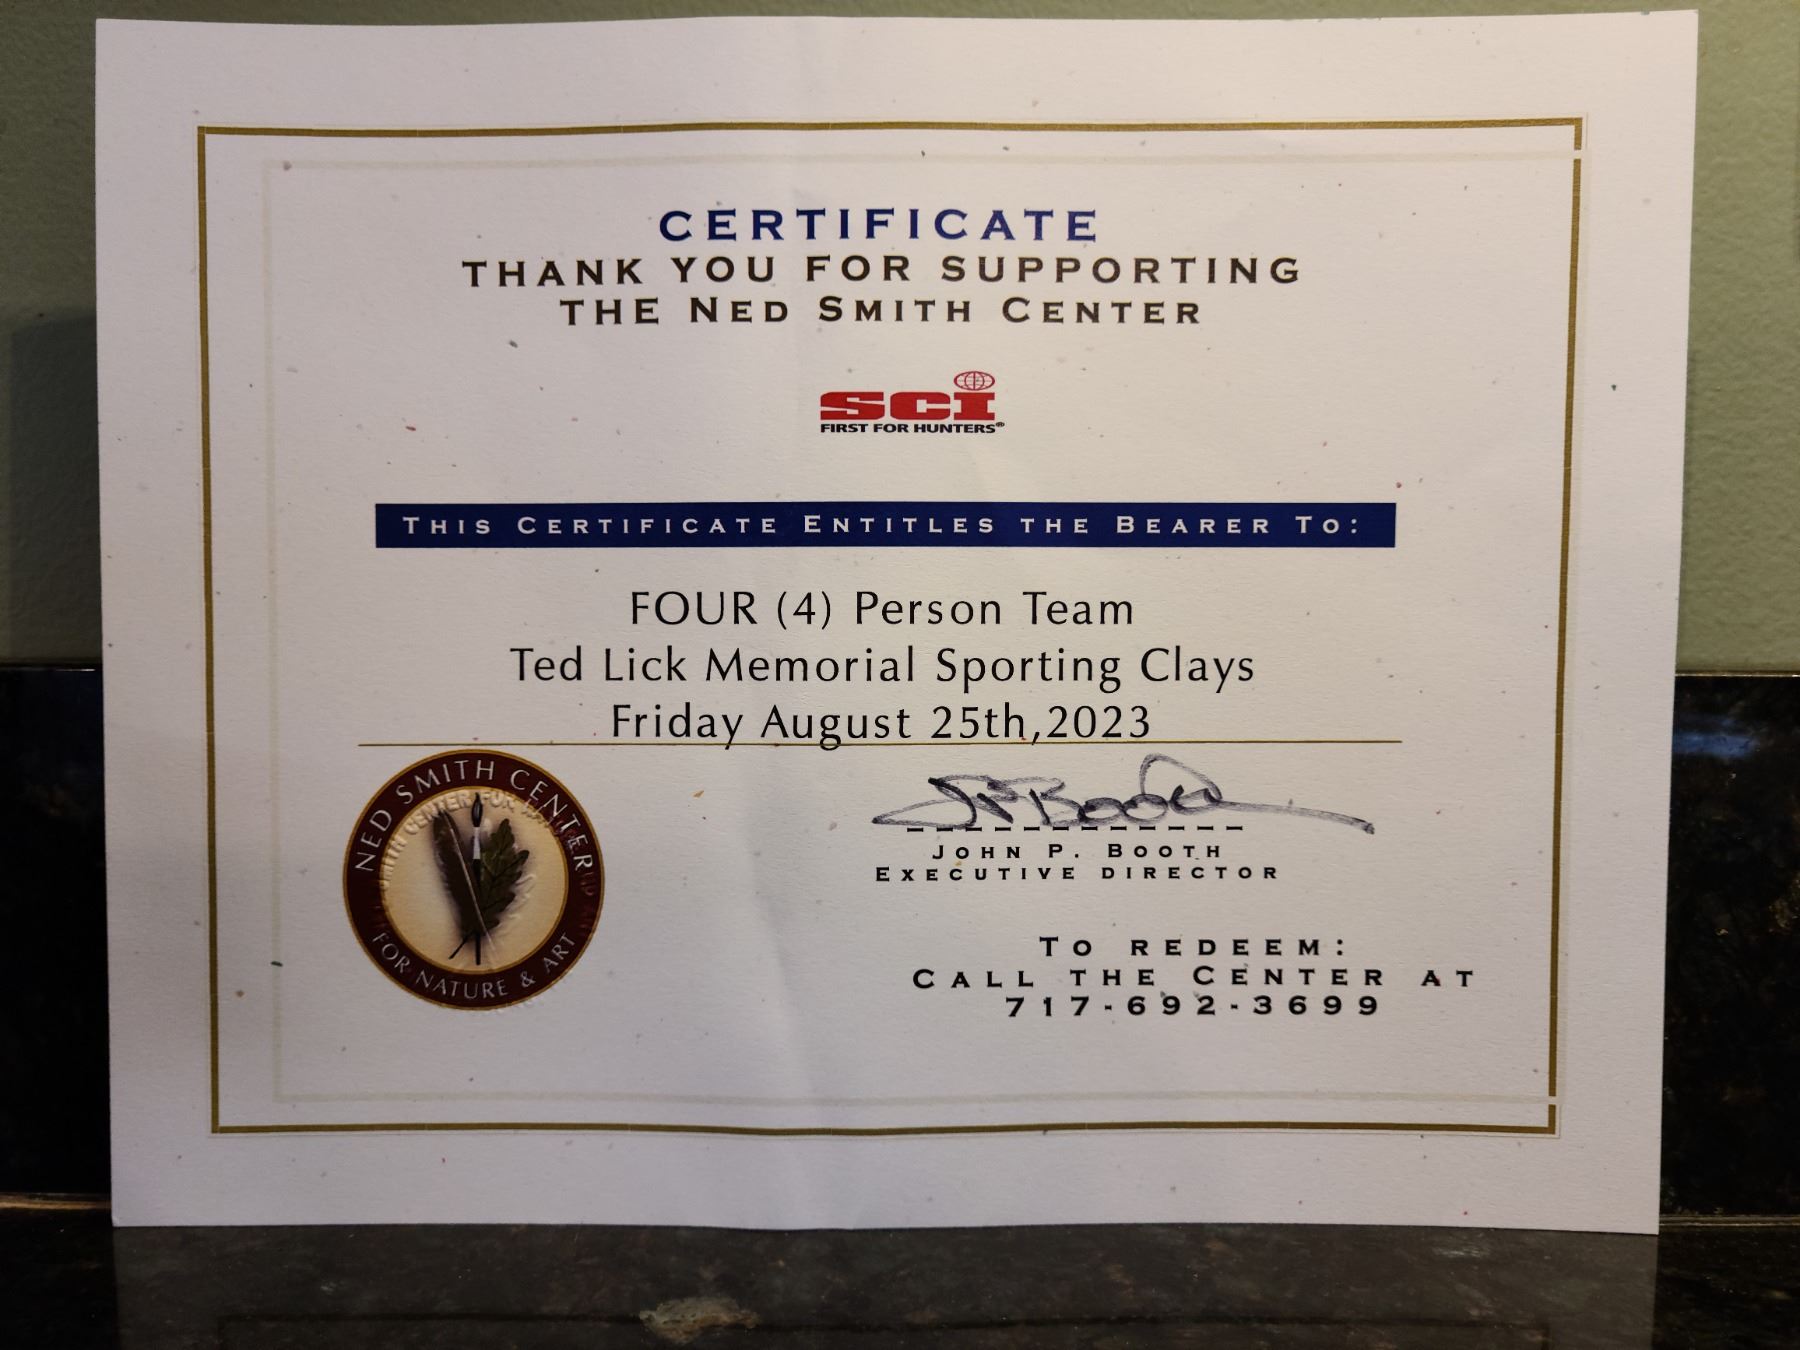 CERTIFICATE
THANK YOU FOR SUPPORTING
THE NED SMITH CENTER
SCI
FIRST FOR HUNTERS®
THIS CERTIFICATE ENTITLES THE BEARER TO:
FOUR (4) Person Team
Ted Lick Memorial Sporting Clays
Friday August 25th,2023
NED SMITH CENTER
FOR NATURE & ART
JOHN P. BOOTH
EXECUTIVE DIRECTOR
TO REDEEM:
CALL THE CENTER AT
717-692-3699